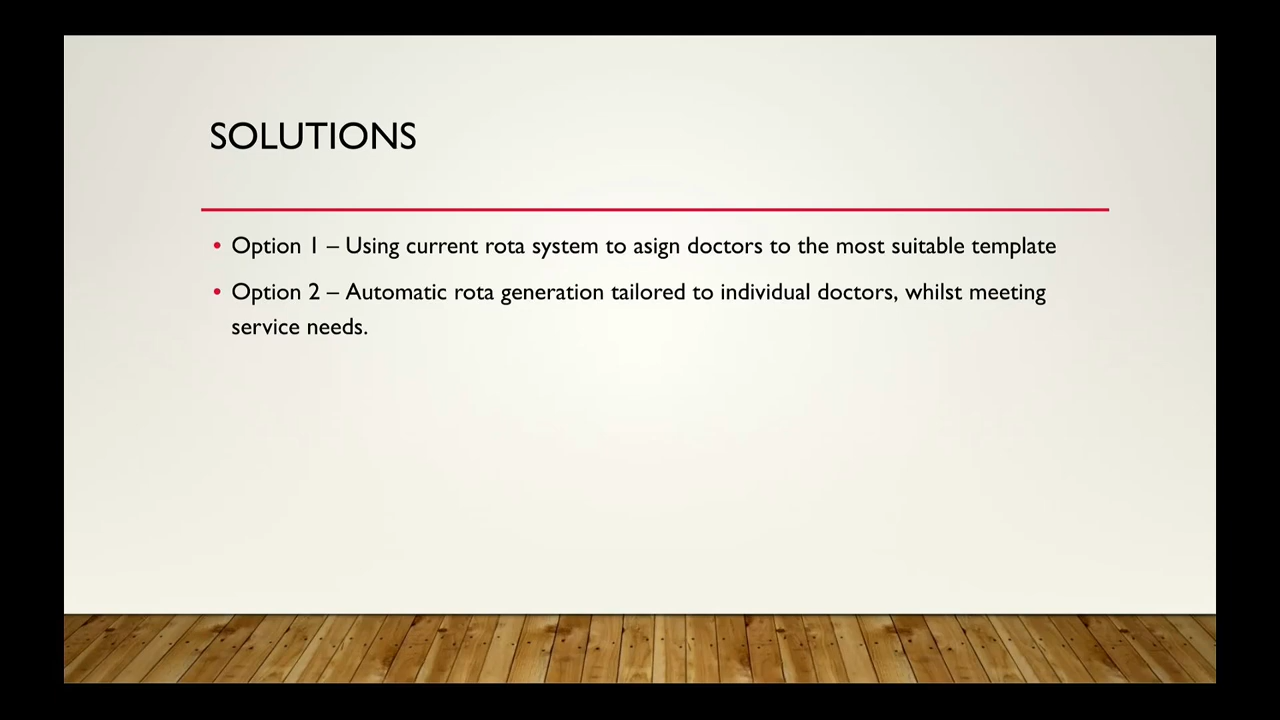 SOLUTIONS
• Option 1 – Using current rota system to asign doctors to the most suitable template
• Option 2 – Automatic rota generation tailored to individual doctors, whilst meeting
service needs.